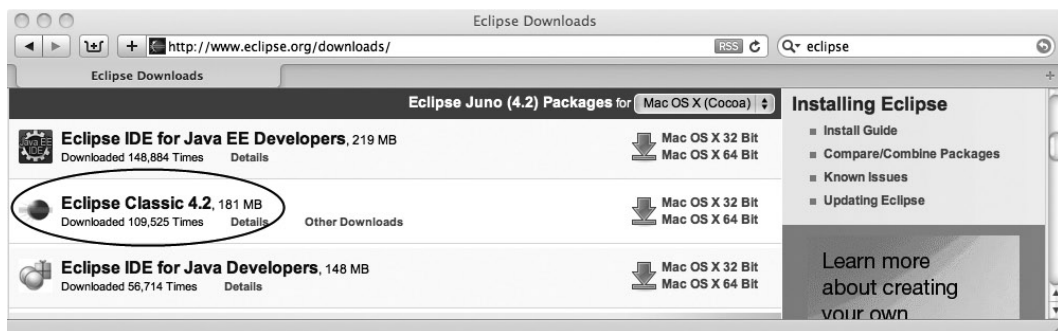 Eclipse Downloads
http://www.eclipse.org/downloads/
RSS
eclipse
Eclipse Downloads
Eclipse Juno (4.2) Packages for Mac OS X (Cocoa)
Java EE
IDE
Eclipse IDE for Java EE Developers, 219 MB
Downloaded 148,884 Times Details
Mac OS X 32 Bit
Mac OS X 64 Bit
Eclipse Classic 4.2, 181 MB
Downloaded 109,525 Times Details Other Downloads
Mac OS X 32 Bit
Mac OS X 64 Bit
Eclipse IDE for Java Developers, 148 MB
Downloaded 56,714 Times Details
Mac OS X 32 Bit
Mac OS X 64 Bit
Installing Eclipse
Install Guide
Compare/Combine Packages
Known Issues
Updating Eclipse
Learn more
about creating
your own